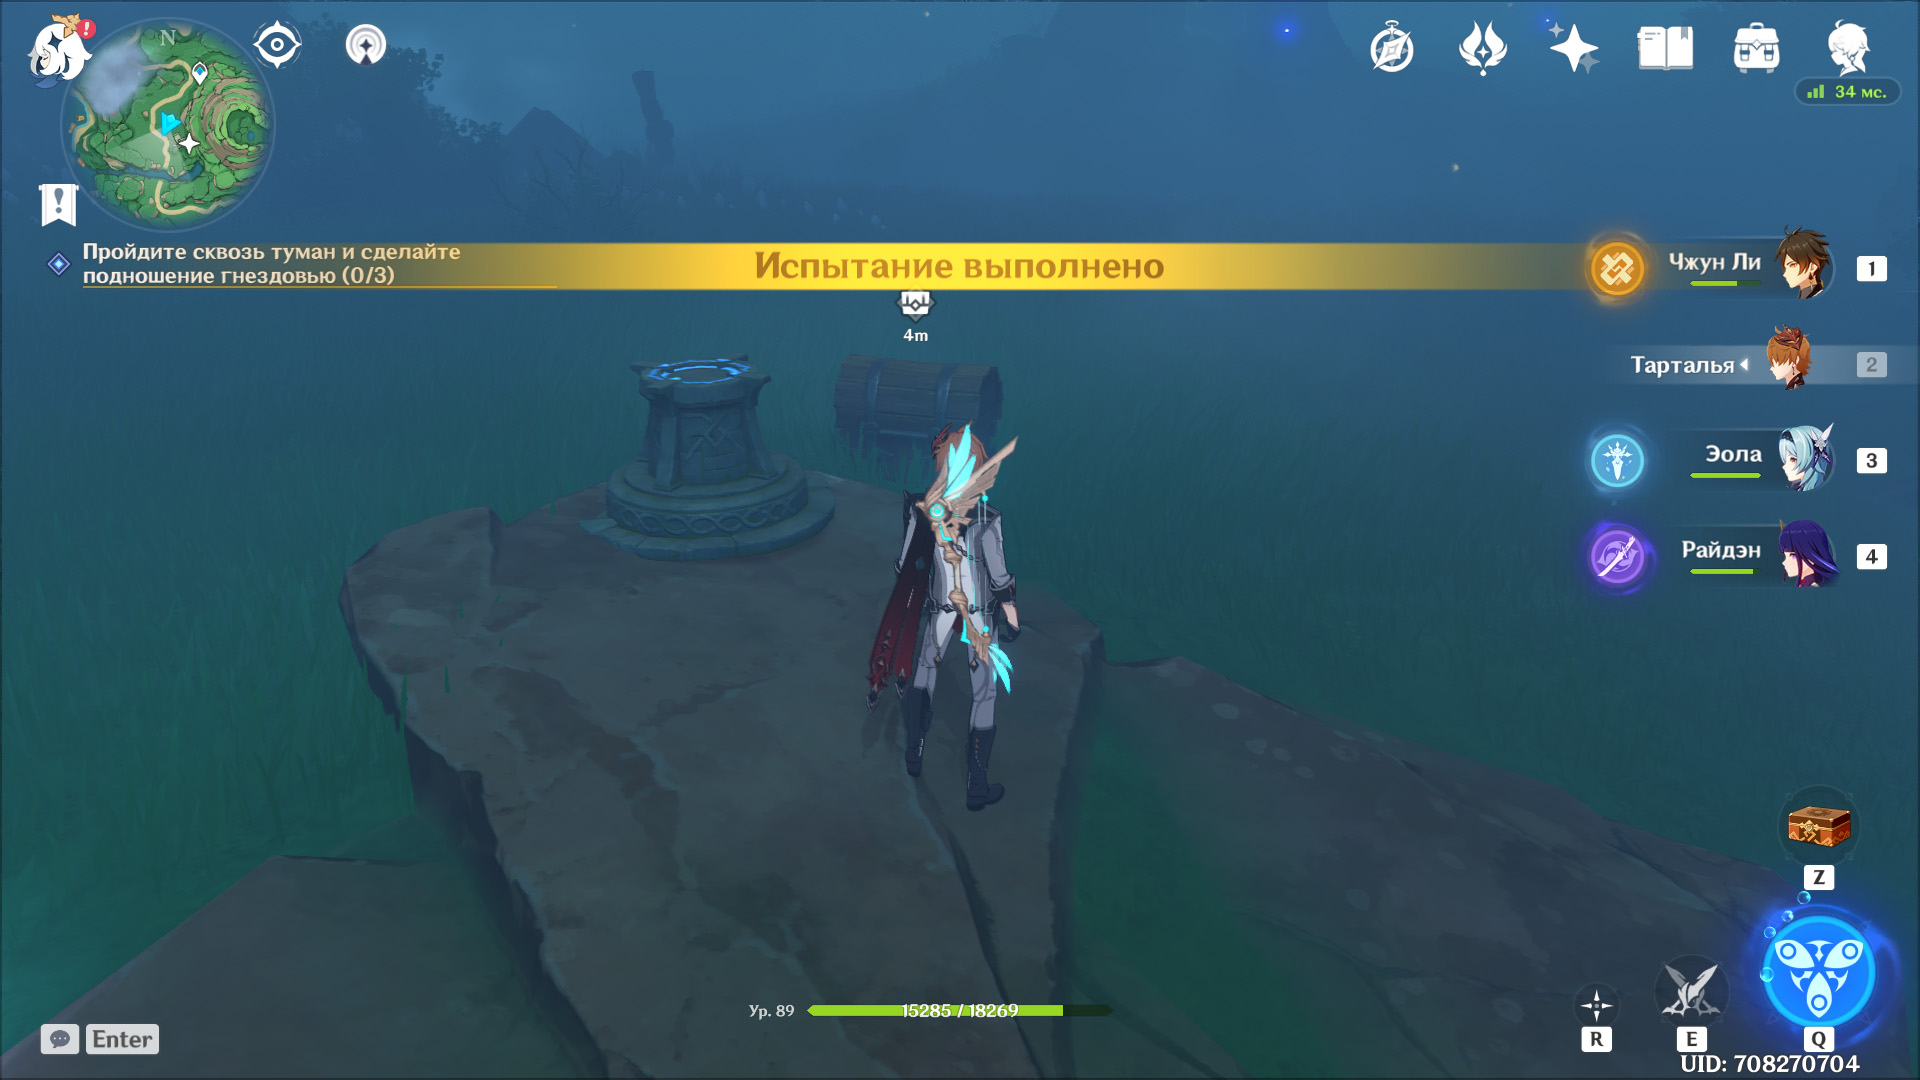 N
34 мс.
Пройдите сквозь туман и сделайте
подношение гнездовью (0/3)
Испытание выполнено
4m
Чжун Ли
1
Тарталья
2
Эола
3
Райдэн
4
Z
Ур. 89
15285 / 18269
Enter
R
E
Q
UID: 708270704